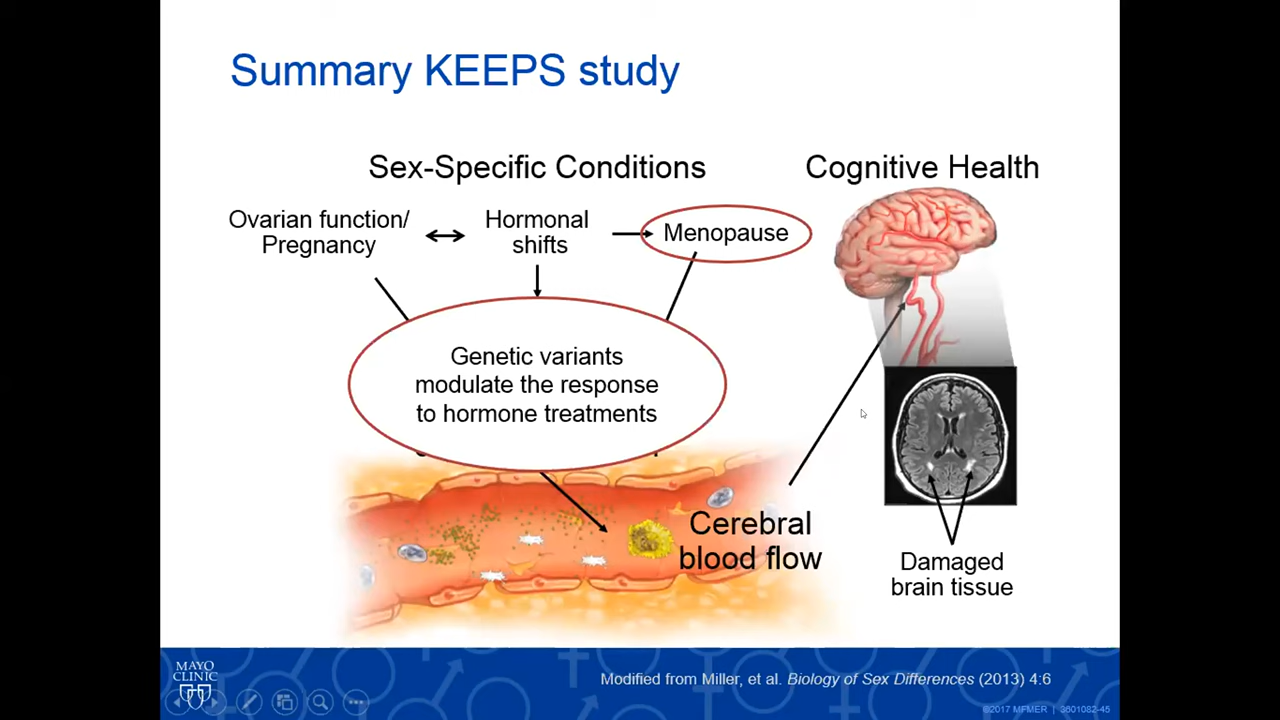 Summary KEEPS study
Sex-Specific Conditions
Cognitive Health
Ovarian function/
Pregnancy
Hormonal
shifts
Menopause
Genetic variants
modulate the response
to hormone treatments
Cerebral
blood flow
Damaged
brain tissue
MAYO
CLINIC
Modified from Miller, et al. Biology of Sex Differences (2013) 4:6
©2017 MFMER | 3601082-45